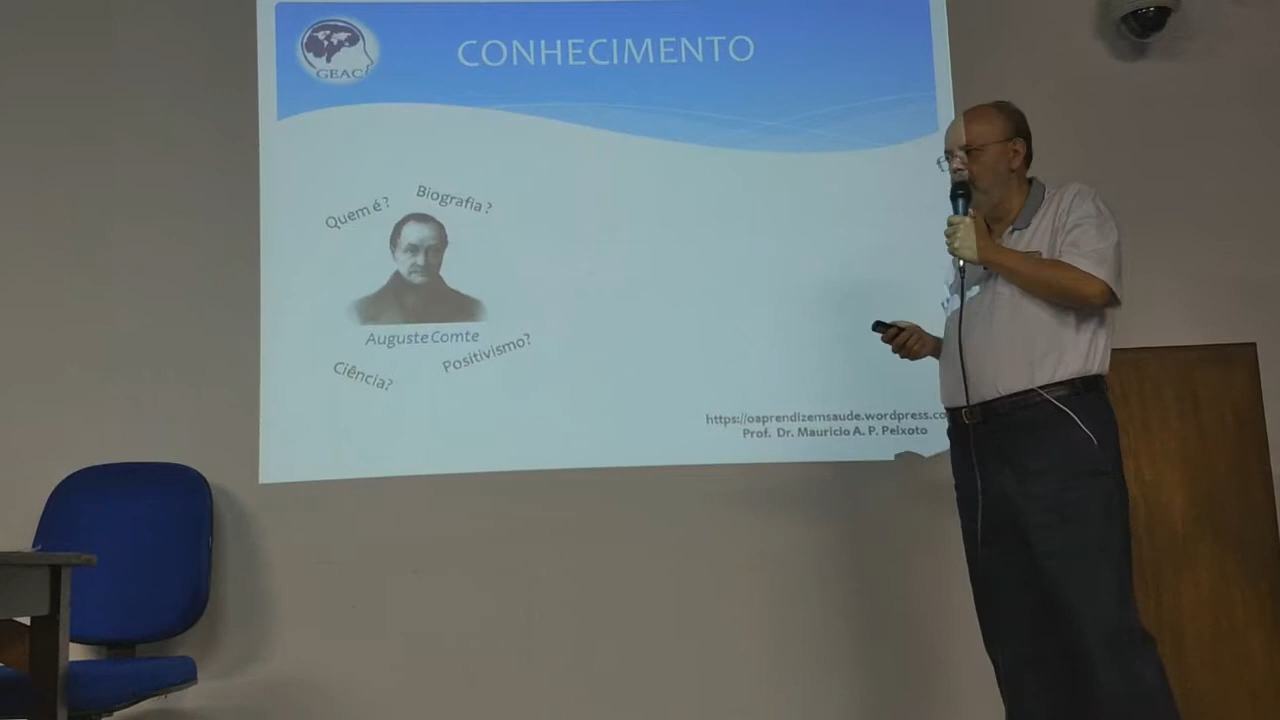 GEAC
CONHECIMENTO
Quem é?
Biografia?
Auguste Comte
Ciência?
Positivismo?
https://oaprendizemsaude.wordpress.co
Prof. Dr. Mauricio A. P. Peixoto